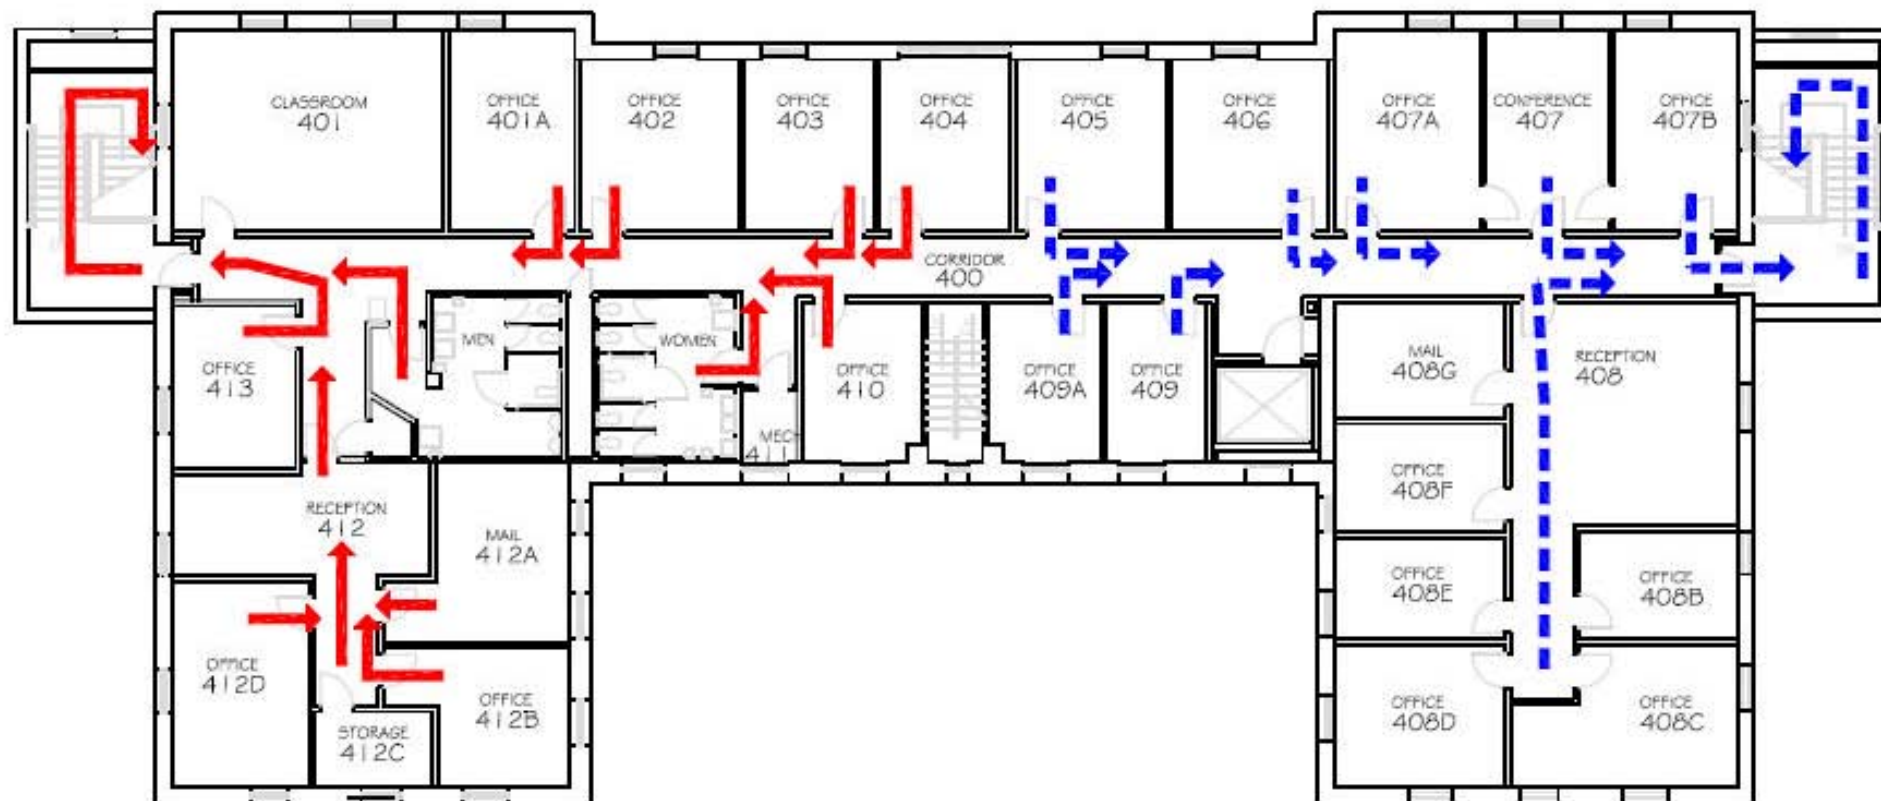 CLASSROOM
401
OFFICE
401A
OFFICE
402
OFFICE
403
OFFICE
404
OFFICE
405
OFFICE
406
OFFICE
407A
CONFERENCE
407
OFFICE
407B
CORRIDOR
400
MEN
WOMEN
OFFICE
413
OFFICE
410
OFFICE
409A
OFFICE
409
MAIL
408G
RECEPTION
408
MEC
411
OFFICE
408F
RECEPTION
412
MAIL
412A
OFFICE
408E
OFFICE
408B
OFFICE
412D
OFFICE
412B
STORAGE
412C
OFFICE
408D
OFFICE
408C